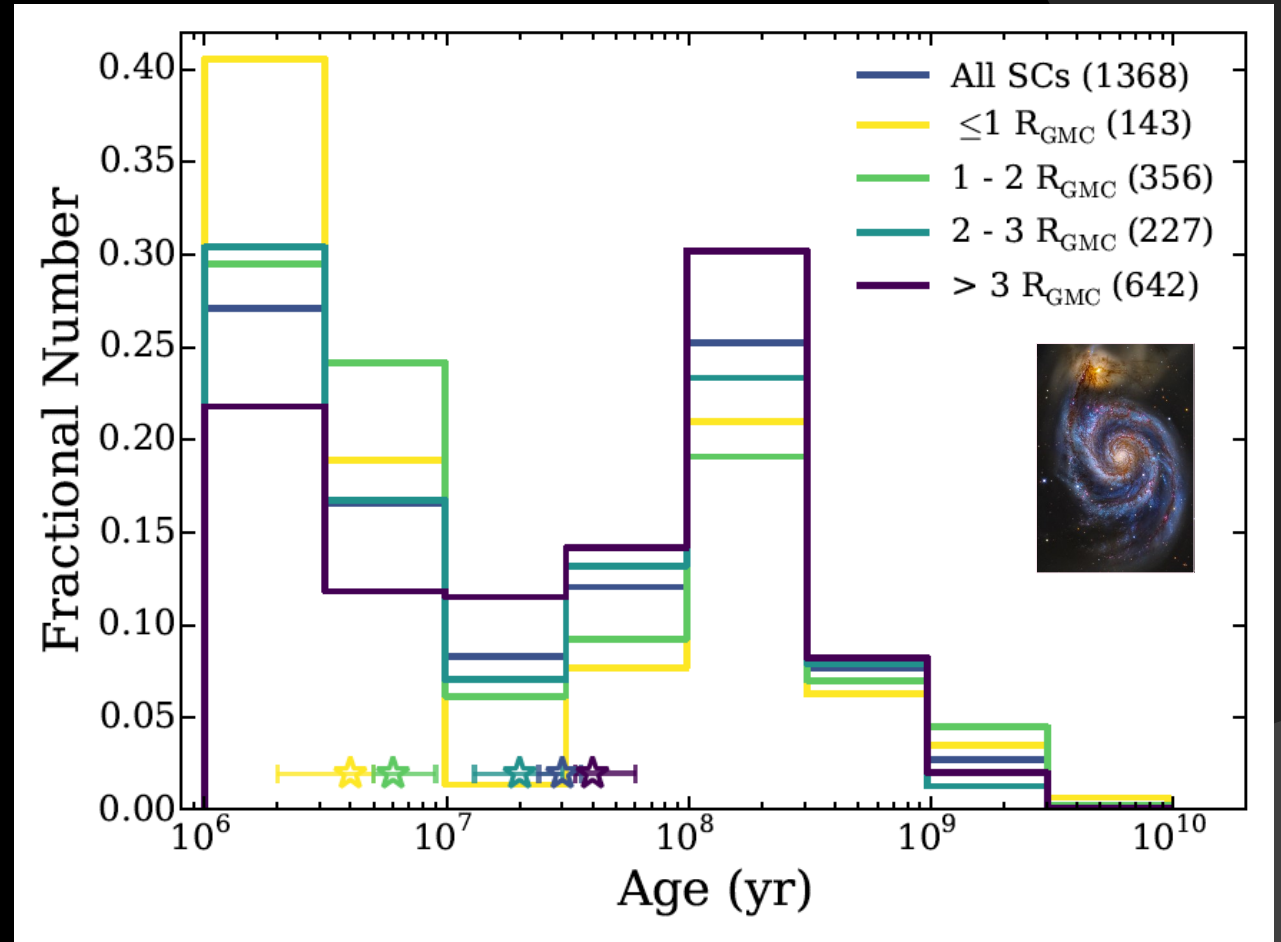 0.40
0.35
0.30
0.25
0.20
0.15
0.10
0.05
0.00
Fractional Number
All SCs (1368)
≤1 R_GMC (143)
1 - 2 R_GMC (356)
2 - 3 R_GMC (227)
> 3 R_GMC (642)
10^6 10^7 10^8 10^9 10^10
Age (yr)